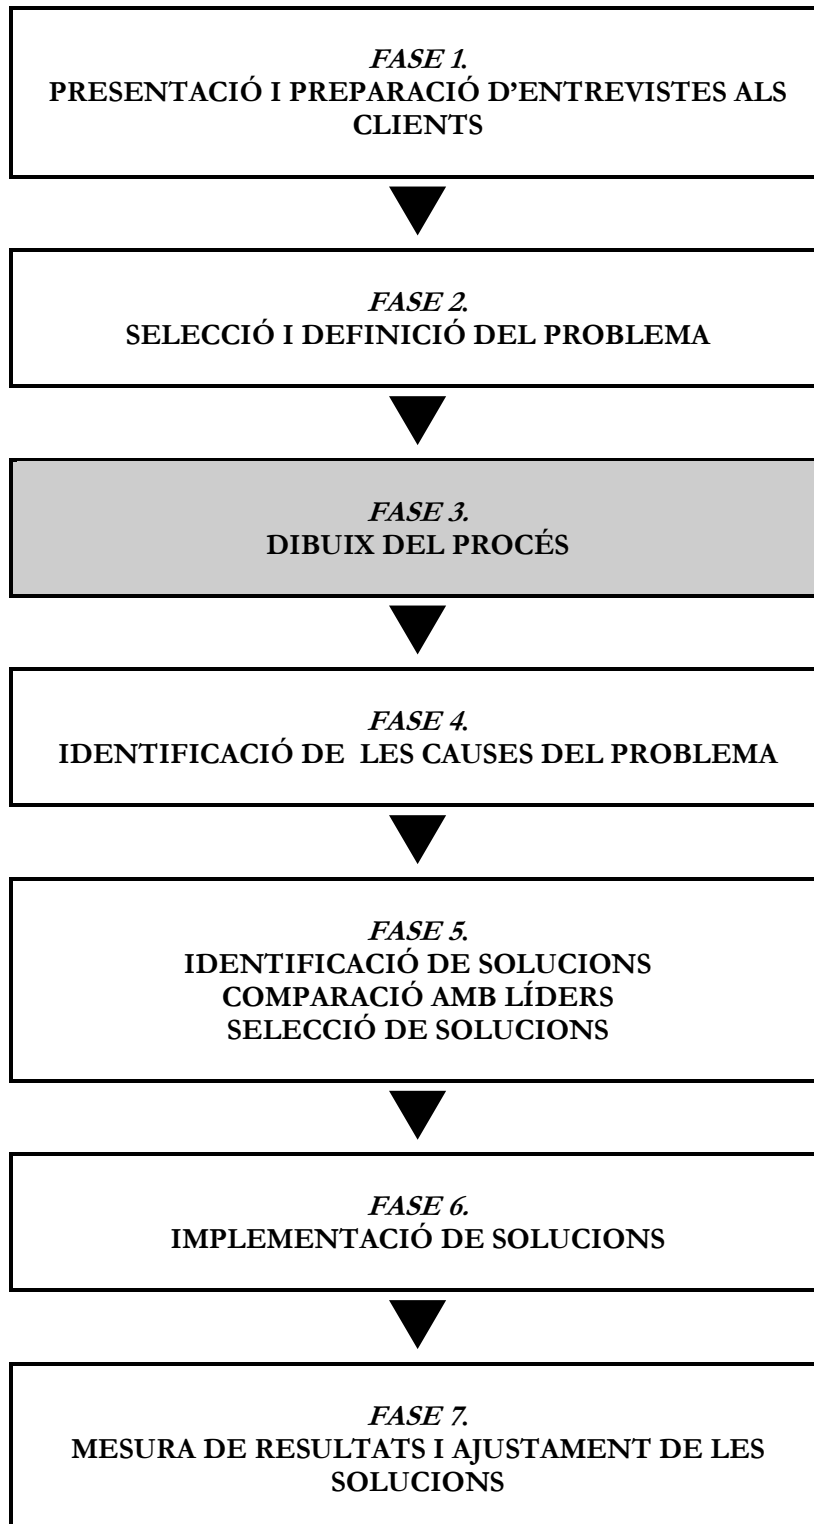 FASE 1.
PRESENTACIÓ I PREPARACIÓ D’ENTREVISTES ALS
CLIENTS
FASE 2.
SELECCIÓ I DEFINICIÓ DEL PROBLEMA
FASE 3.
DIBUIX DEL PROCÉS
FASE 4.
IDENTIFICACIÓ DE  LES CAUSES DEL PROBLEMA
FASE 5.
IDENTIFICACIÓ DE SOLUCIONS
COMPARACIÓ AMB LÍDERS
SELECCIÓ DE SOLUCIONS
FASE 6.
IMPLEMENTACIÓ DE SOLUCIONS
FASE 7.
MESURA DE RESULTATS I AJUSTAMENT DE LES
SOLUCIONS